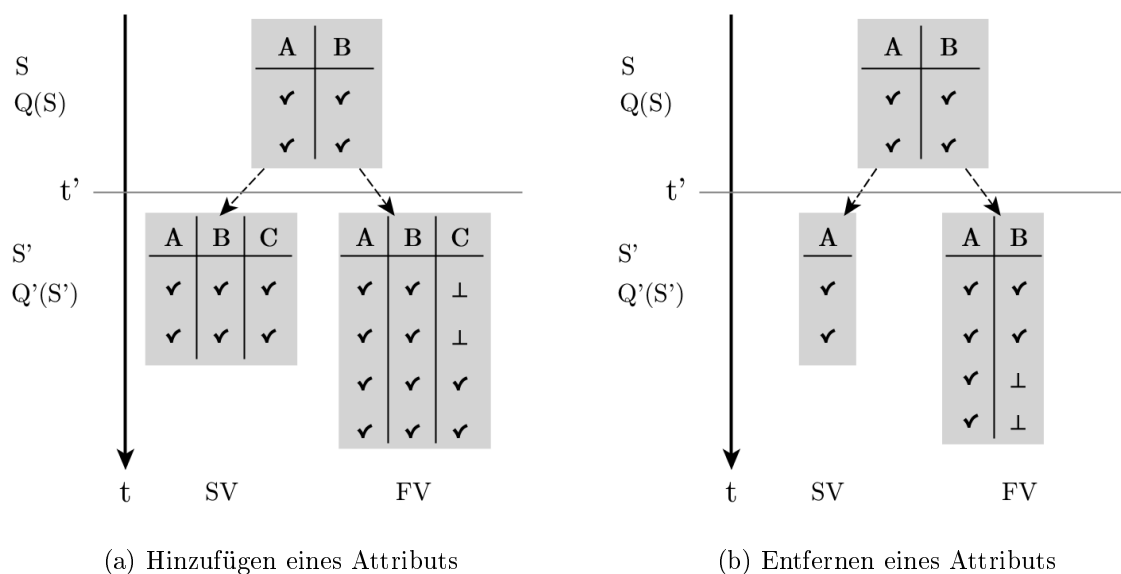 A B
S
Q(S)
✓ ✓
✓ ✓
t'
A B C
A B C
S'
Q'(S')
✓ ✓ ✓
✓ ✓ ✓
✓ ✓ ⊥
✓ ✓ ⊥
✓ ✓ ✓
✓ ✓ ✓
t SV FV
(a) Hinzufügen eines Attributs
A B
S
Q(S)
✓ ✓
✓ ✓
t'
A
A B
S'
Q'(S')
✓
✓
✓ ✓
✓ ✓
✓ ⊥
✓ ⊥
t SV FV
(b) Entfernen eines Attributs